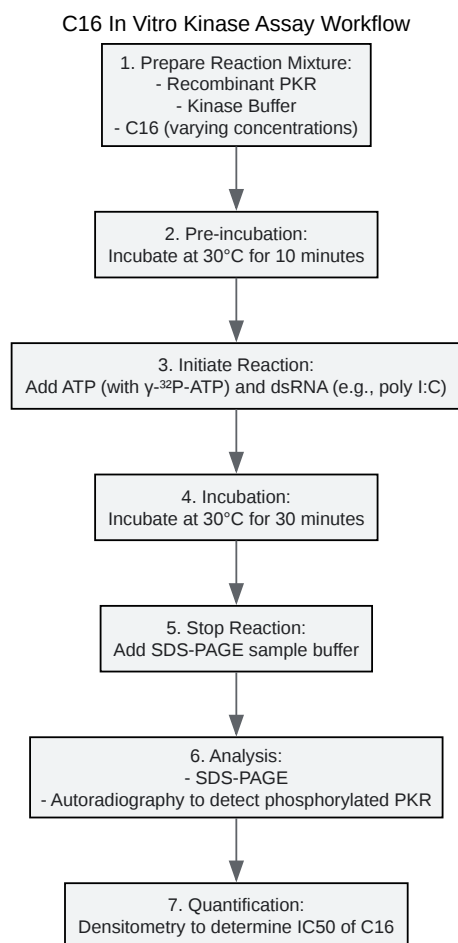 C16 In Vitro Kinase Assay Workflow
1. Prepare Reaction Mixture:
- Recombinant PKR
- Kinase Buffer
- C16 (varying concentrations)
2. Pre-incubation:
Incubate at 30°C for 10 minutes
3. Initiate Reaction:
Add ATP (with γ-³²P-ATP) and dsRNA (e.g., poly I:C)
4. Incubation:
Incubate at 30°C for 30 minutes
5. Stop Reaction:
Add SDS-PAGE sample buffer
6. Analysis:
- SDS-PAGE
- Autoradiography to detect phosphorylated PKR
7. Quantification:
Densitometry to determine IC50 of C16